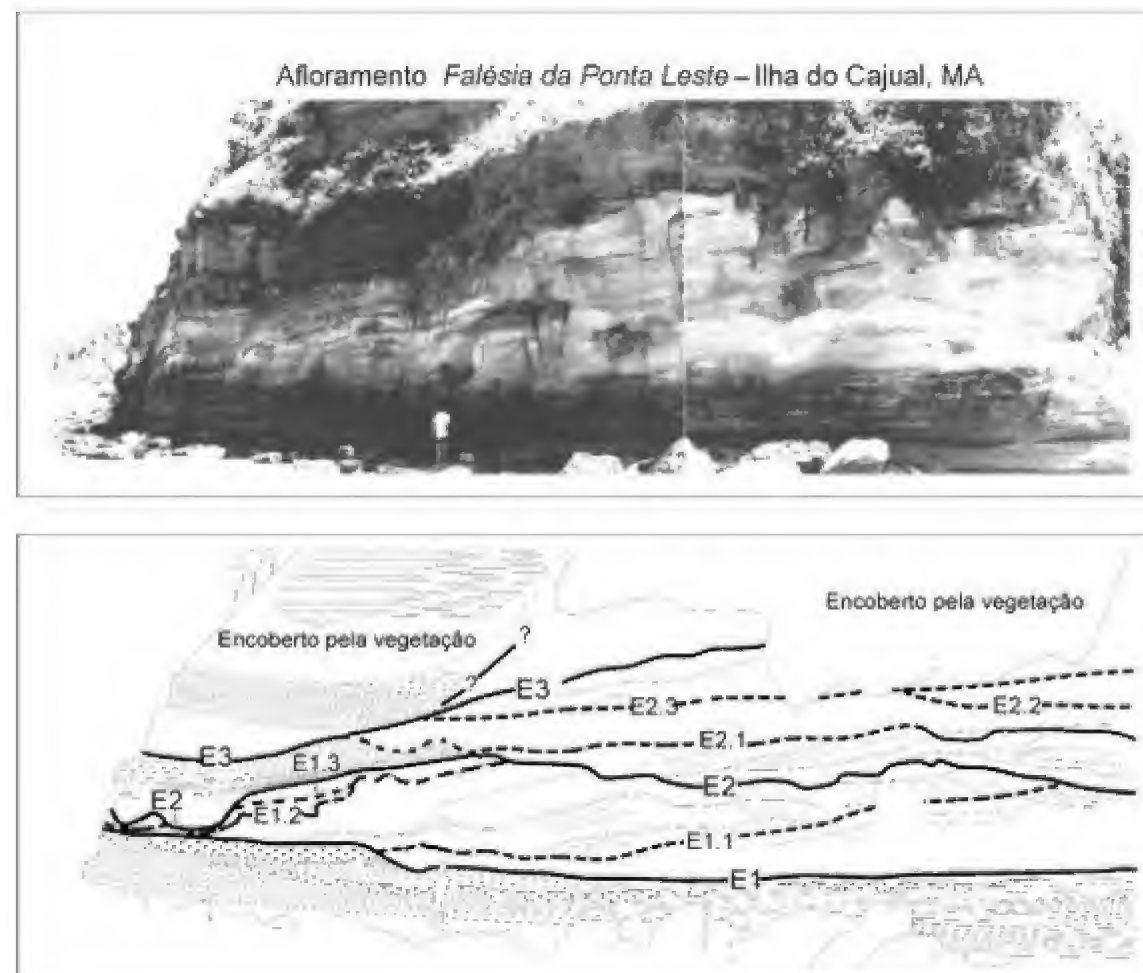 Afloramento Falésia da Ponta Leste – Ilha do Cajual, MA
Encoberto pela vegetação
Encoberto pela vegetação
?
?
E3
E2.3
E2.2
E3
E1.3
E2.1
E2
E1.2
E2
E1.1
E1